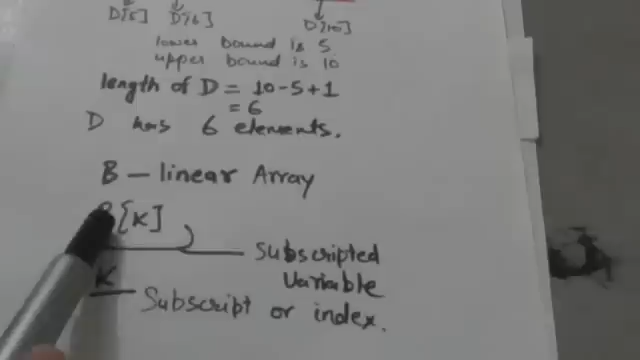 D[5] D[6] D[10]
lower bound is 5
upper bound is 10
length of D = 10-5+1
= 6
D has 6 elements.
B – linear Array
B[K]
Subscripted
Variable
K
Subscript or index.